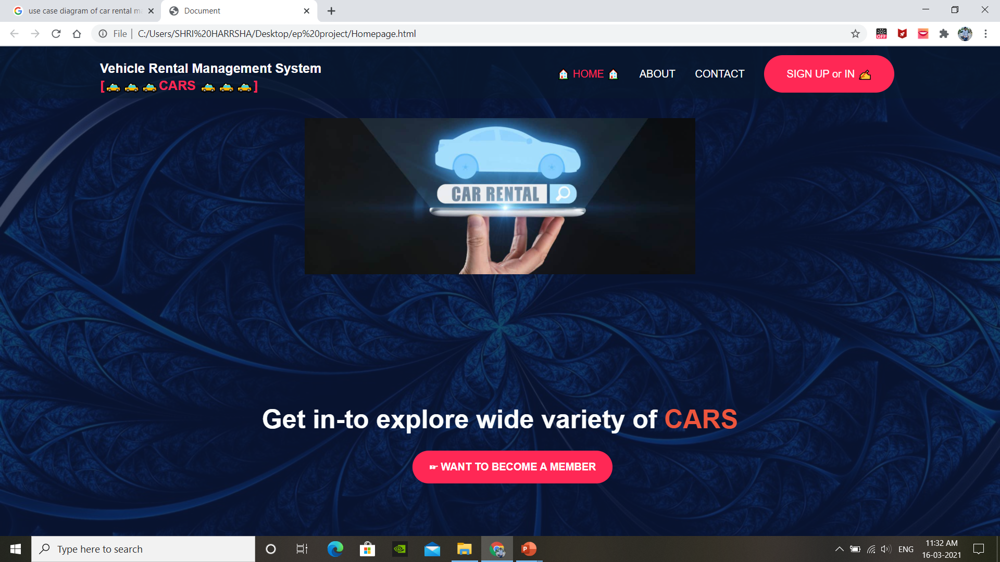 use case diagram of car rental ma
Document
File
C:/Users/SHRI%20HARRSHA/Desktop/ep%20project/Homepage.html
OFF
Vehicle Rental Management System
[🚕 🚕 🚕CARS 🚕 🚕 🚕]
🏠 HOME 🏠
ABOUT
CONTACT
SIGN UP or IN ✍
CAR RENTAL
Get in-to explore wide variety of CARS
☞ WANT TO BECOME A MEMBER
Type here to search
P
ENG
11:32 AM
16-03-2021